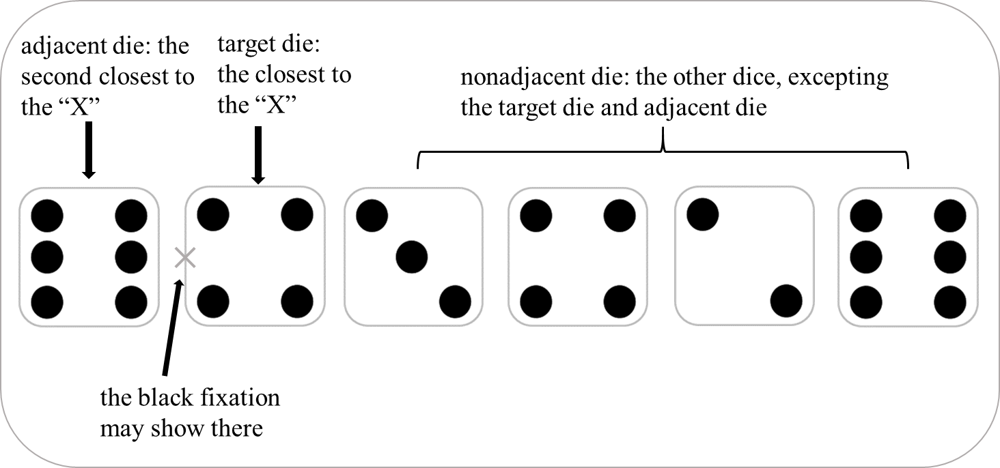 adjacent die: the
second closest to
the “X”
target die:
the closest to
the “X”
nonadjacent die: the other dice, excepting
the target die and adjacent die
the black fixation
may show there